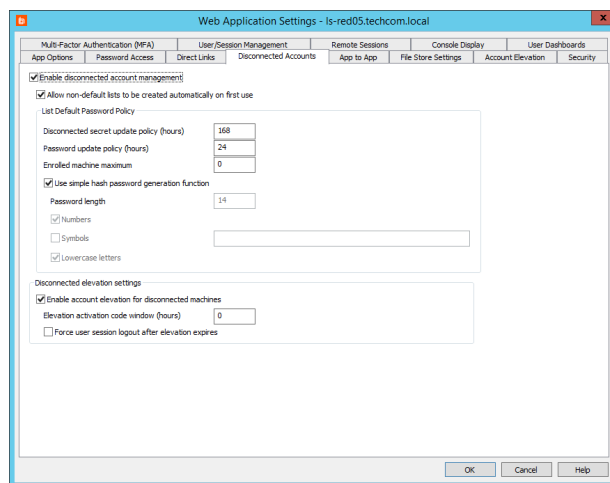 Web Application Settings - ls-red05.techcom.local
x
Multi-Factor Authentication (MFA) User/Session Management Remote Sessions Console Display User Dashboards
App Options Password Access Direct Links Disconnected Accounts App to App File Store Settings Account Elevation Security
Enable disconnected account management
Allow non-default lists to be created automatically on first use
List Default Password Policy
Disconnected secret update policy (hours) 168
Password update policy (hours) 24
Enrolled machine maximum 0
Use simple hash password generation function
Password length 14
Numbers
Symbols
Lowercase letters
Disconnected elevation settings
Enable account elevation for disconnected machines
Elevation activation code window (hours) 0
Force user session logout after elevation expires
OK Cancel Help